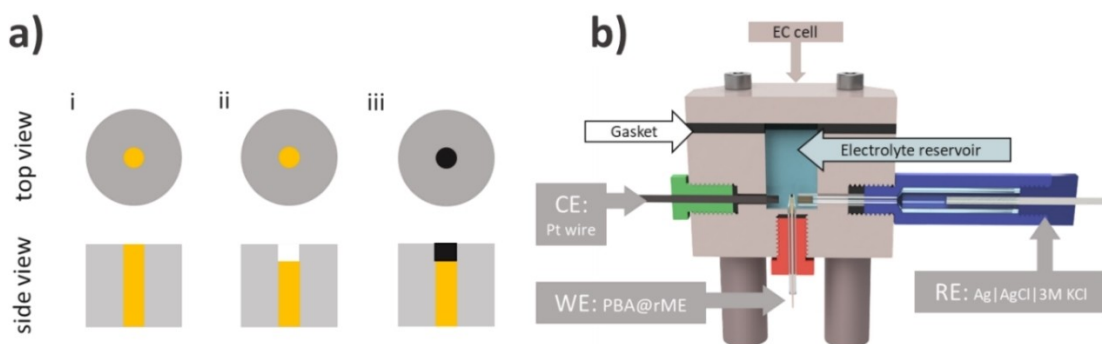 a)
i
ii
iii
top view
side view
b)
EC cell
Gasket
Electrolyte reservoir
CE:
Pt wire
WE: PBA@rME
RE: Ag|AgCl|3M KCl